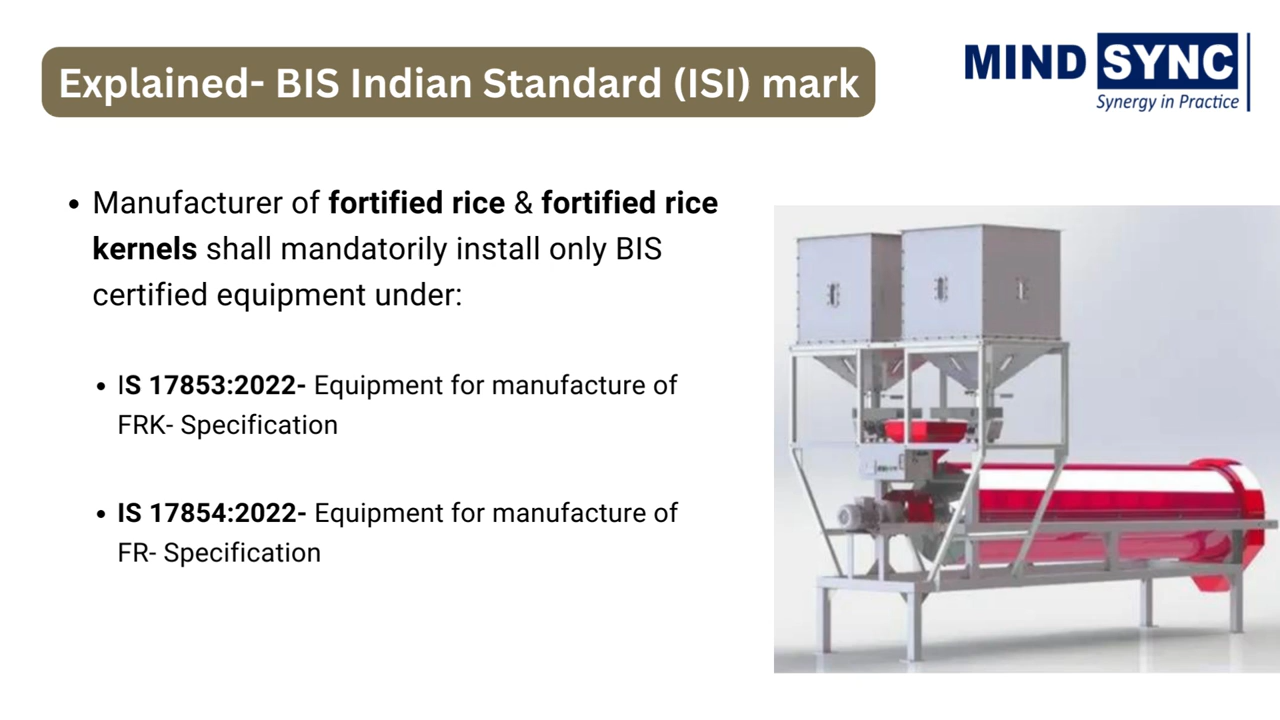 Explained- BIS Indian Standard (ISI) mark
MIND SYNC
Synergy in Practice
• Manufacturer of fortified rice & fortified rice
kernels shall mandatorily install only BIS
certified equipment under:
• IS 17853:2022- Equipment for manufacture of
FRK- Specification
• IS 17854:2022- Equipment for manufacture of
FR- Specification